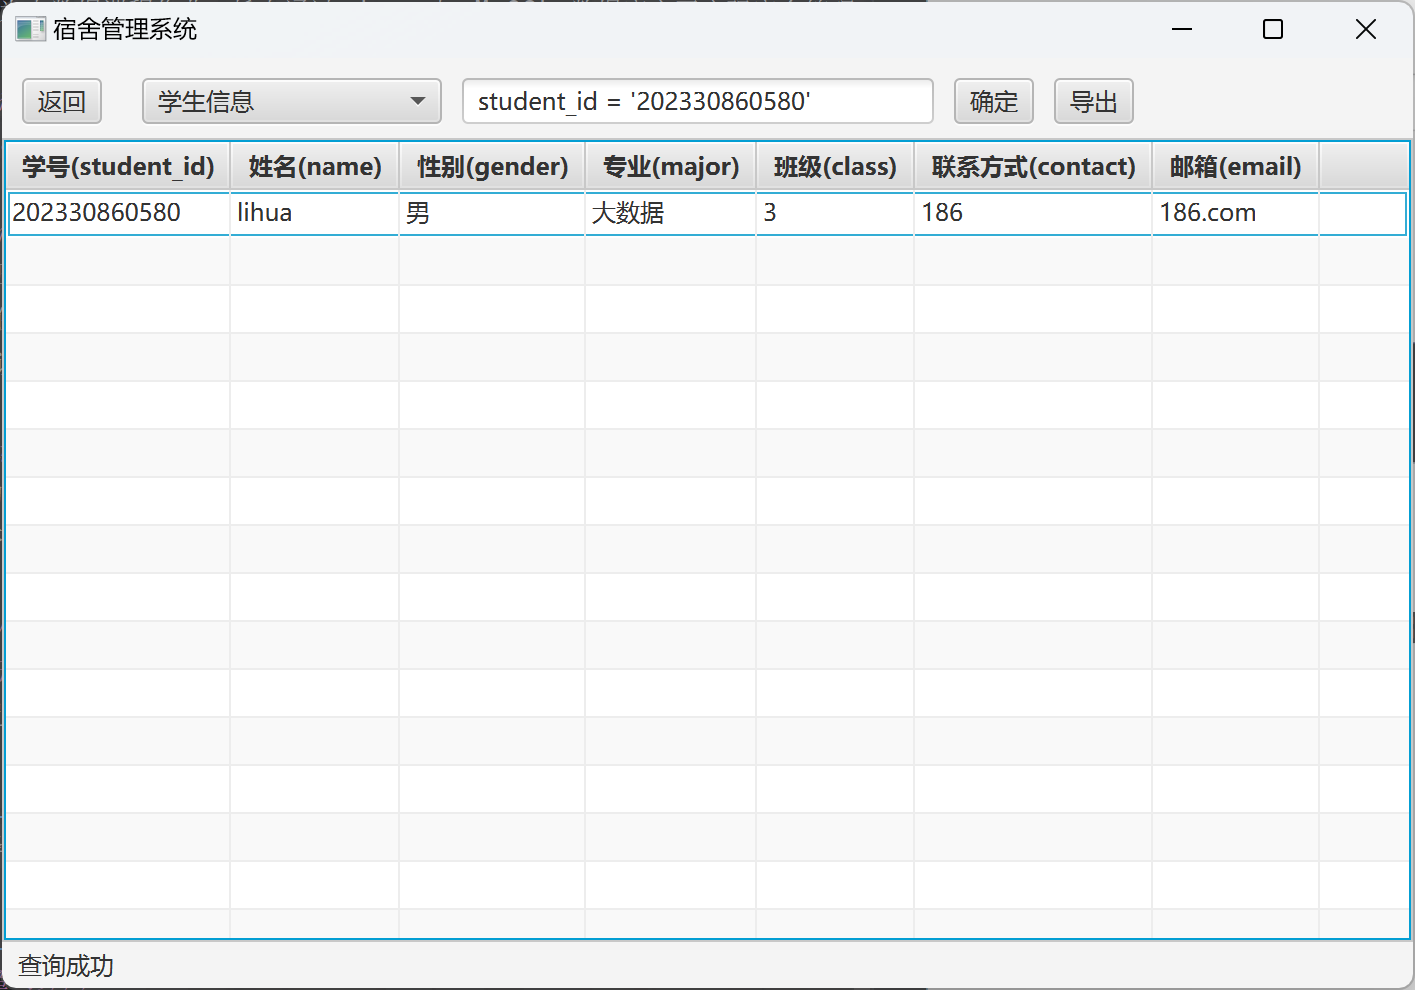 宿舍管理系统
返回 学生信息 student_id = '202330860580' 确定 导出
学号(student_id) 姓名(name) 性别(gender) 专业(major) 班级(class) 联系方式(contact) 邮箱(email)
202330860580 lihua 男 大数据 3 186 186.com
查询成功